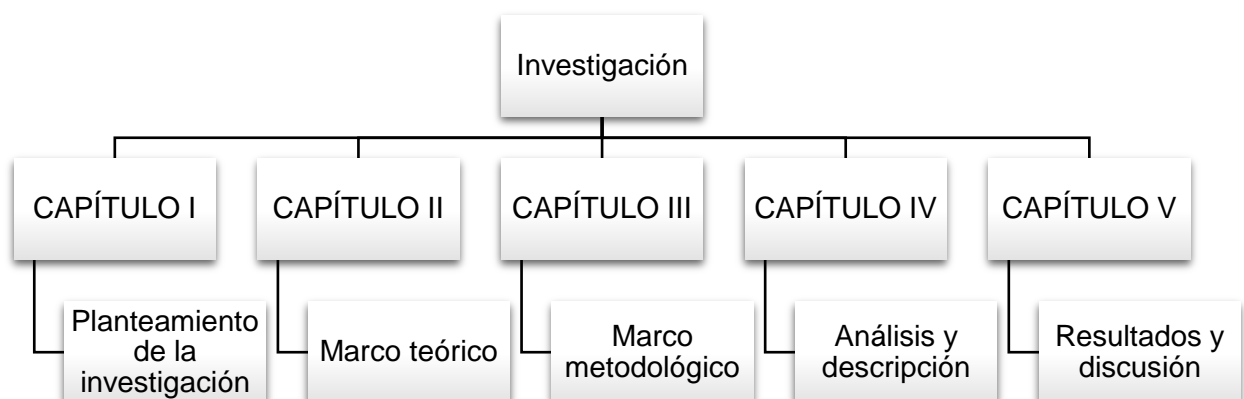 Investigación
CAPÍTULO I
CAPÍTULO II
CAPÍTULO III
CAPÍTULO IV
CAPÍTULO V
Planteamiento
de la
investigación
Marco teórico
Marco
metodológico
Análisis y
descripción
Resultados y
discusión